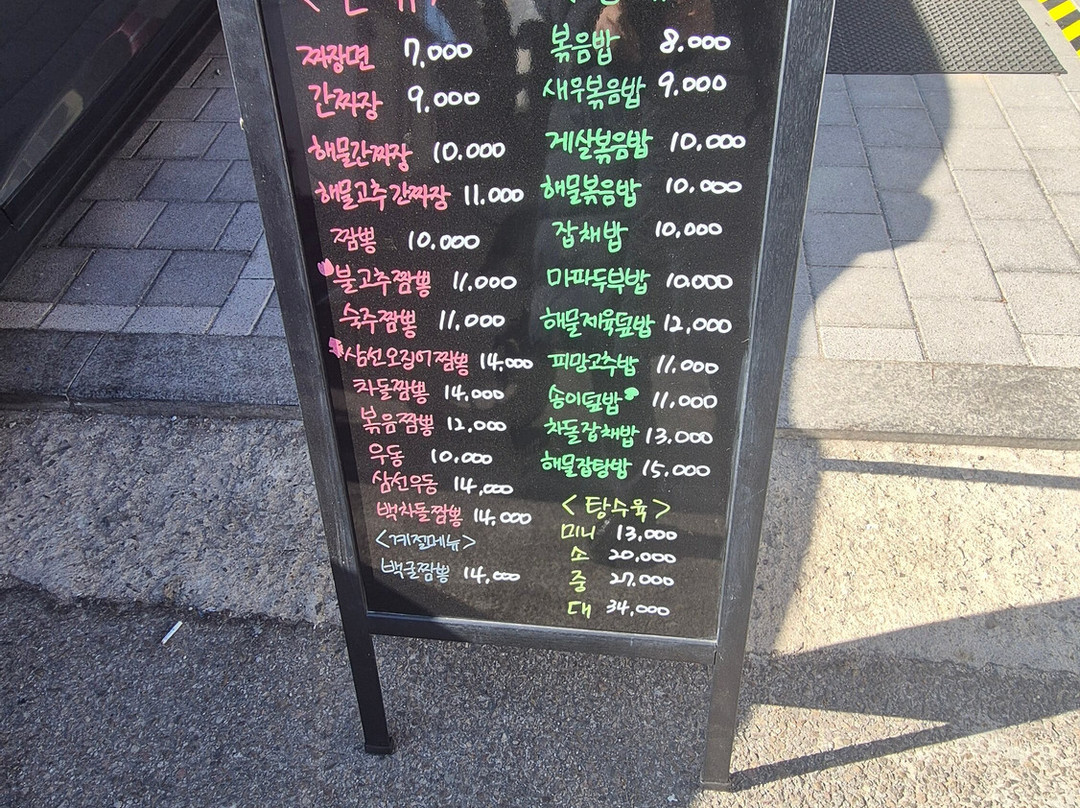 짜장면 7,000
간짜장 9.000
해물간짜장 10.000
해물고추간짜장 11.000
짬뽕 10.000
불고추짬뽕 11.000
숙주짬뽕 11.000
삼선오징어짬뽕 14.000
차돌짬뽕 14.000
볶음짬뽕 12.000
우동 10.000
삼선우동 14,000
백차돌짬뽕 14,000
<계절메뉴>
백굴짬뽕 14,000
볶음밥 8.000
새우볶음밥 9.000
게살볶음밥 10.000
해물볶음밥 10.000
잡채밥 10.000
마파두부밥 10.000
해물제육덮밥 12,000
피망고추밥 11.000
송이덮밥 11.000
차돌잡채밥 13.000
해물잡탕밥 15.000
<탕수육>
미니 13,000
소 20,000
중 27.000
대 34,000